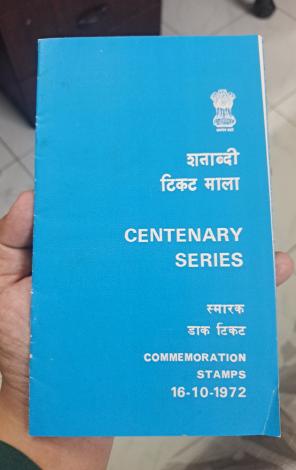 शताब्दी
टिकट माला
CENTENARY
SERIES
स्मारक
डाक टिकट
COMMEMORATION
STAMPS
16-10-1972